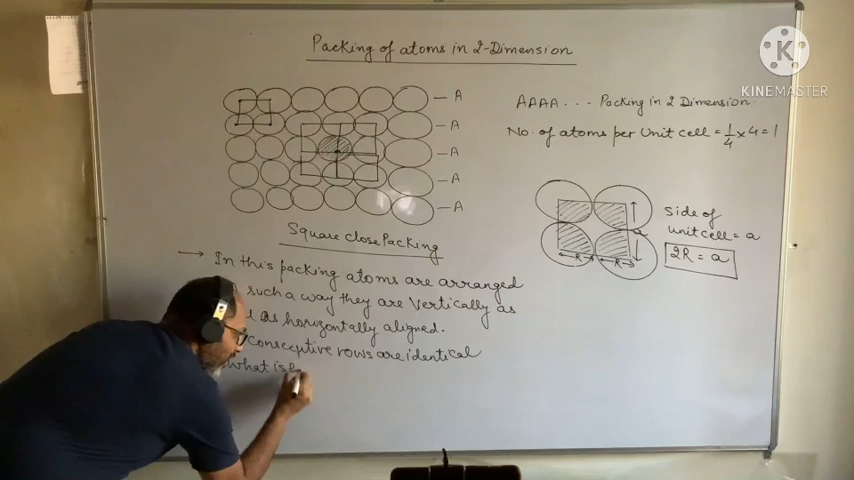 Packing of atoms in 2-Dimension
K
KINEMASTER
A
A
A
A
A
Square Close Packing
→ In this packing atoms are arranged
such a way they are Vertically as
as horizontally aligned.
consecptive rows are identical
what is
AAAA . . . Packing in 2 Dimension.
No. of atoms per Unit cell = 1/4 x 4 = 1
a
R R
side of
unit cell = a
2R = a